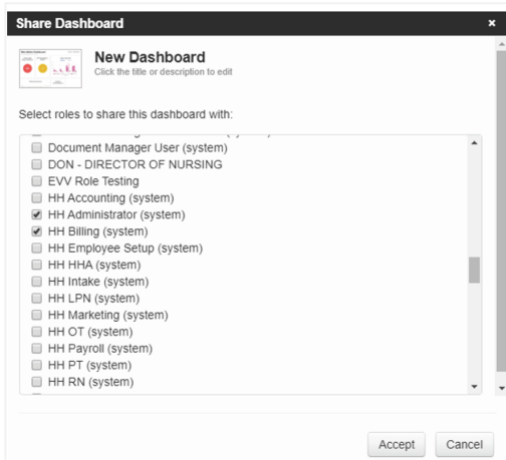 Share Dashboard ×
New Dashboard
Click the title or description to edit
Select roles to share this dashboard with:
Document Manager User (system)
DON - DIRECTOR OF NURSING
EVV Role Testing
HH Accounting (system)
HH Administrator (system)
HH Billing (system)
HH Employee Setup (system)
HH HHA (system)
HH Intake (system)
HH LPN (system)
HH Marketing (system)
HH OT (system)
HH Payroll (system)
HH PT (system)
HH RN (system)
Accept Cancel